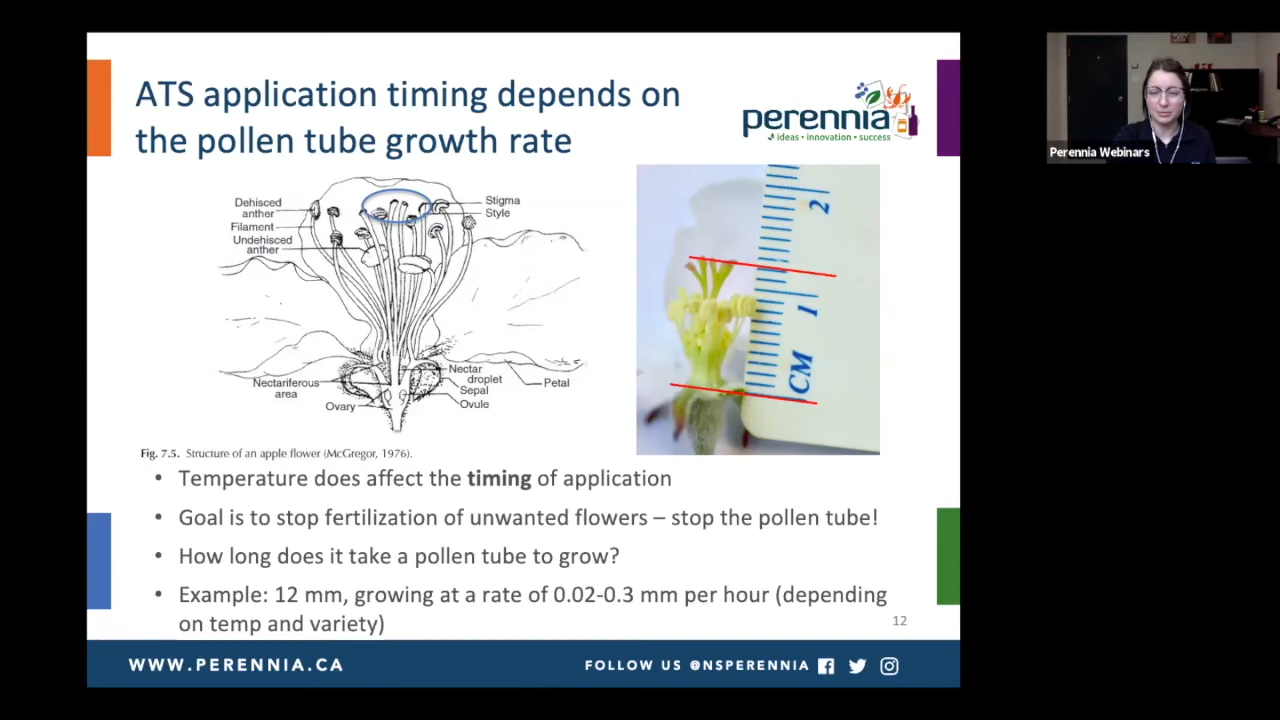 ATS application timing depends on
the pollen tube growth rate
perennia
ideas • innovation • success
Perennia Webinars
Dehisced
anther
Filament
Undehisced
anther
Stigma
Style
Nectariferous
area
Ovary
Nectar
droplet
Sepal
Ovule
Petal
2
1
CM
Fig. 7.5. Structure of an apple flower (McGregor, 1976).
• Temperature does affect the timing of application
• Goal is to stop fertilization of unwanted flowers – stop the pollen tube!
• How long does it take a pollen tube to grow?
• Example: 12 mm, growing at a rate of 0.02-0.3 mm per hour (depending
on temp and variety)
12
WWW.PERENNIA.CA
FOLLOW US @NSPERENNIA